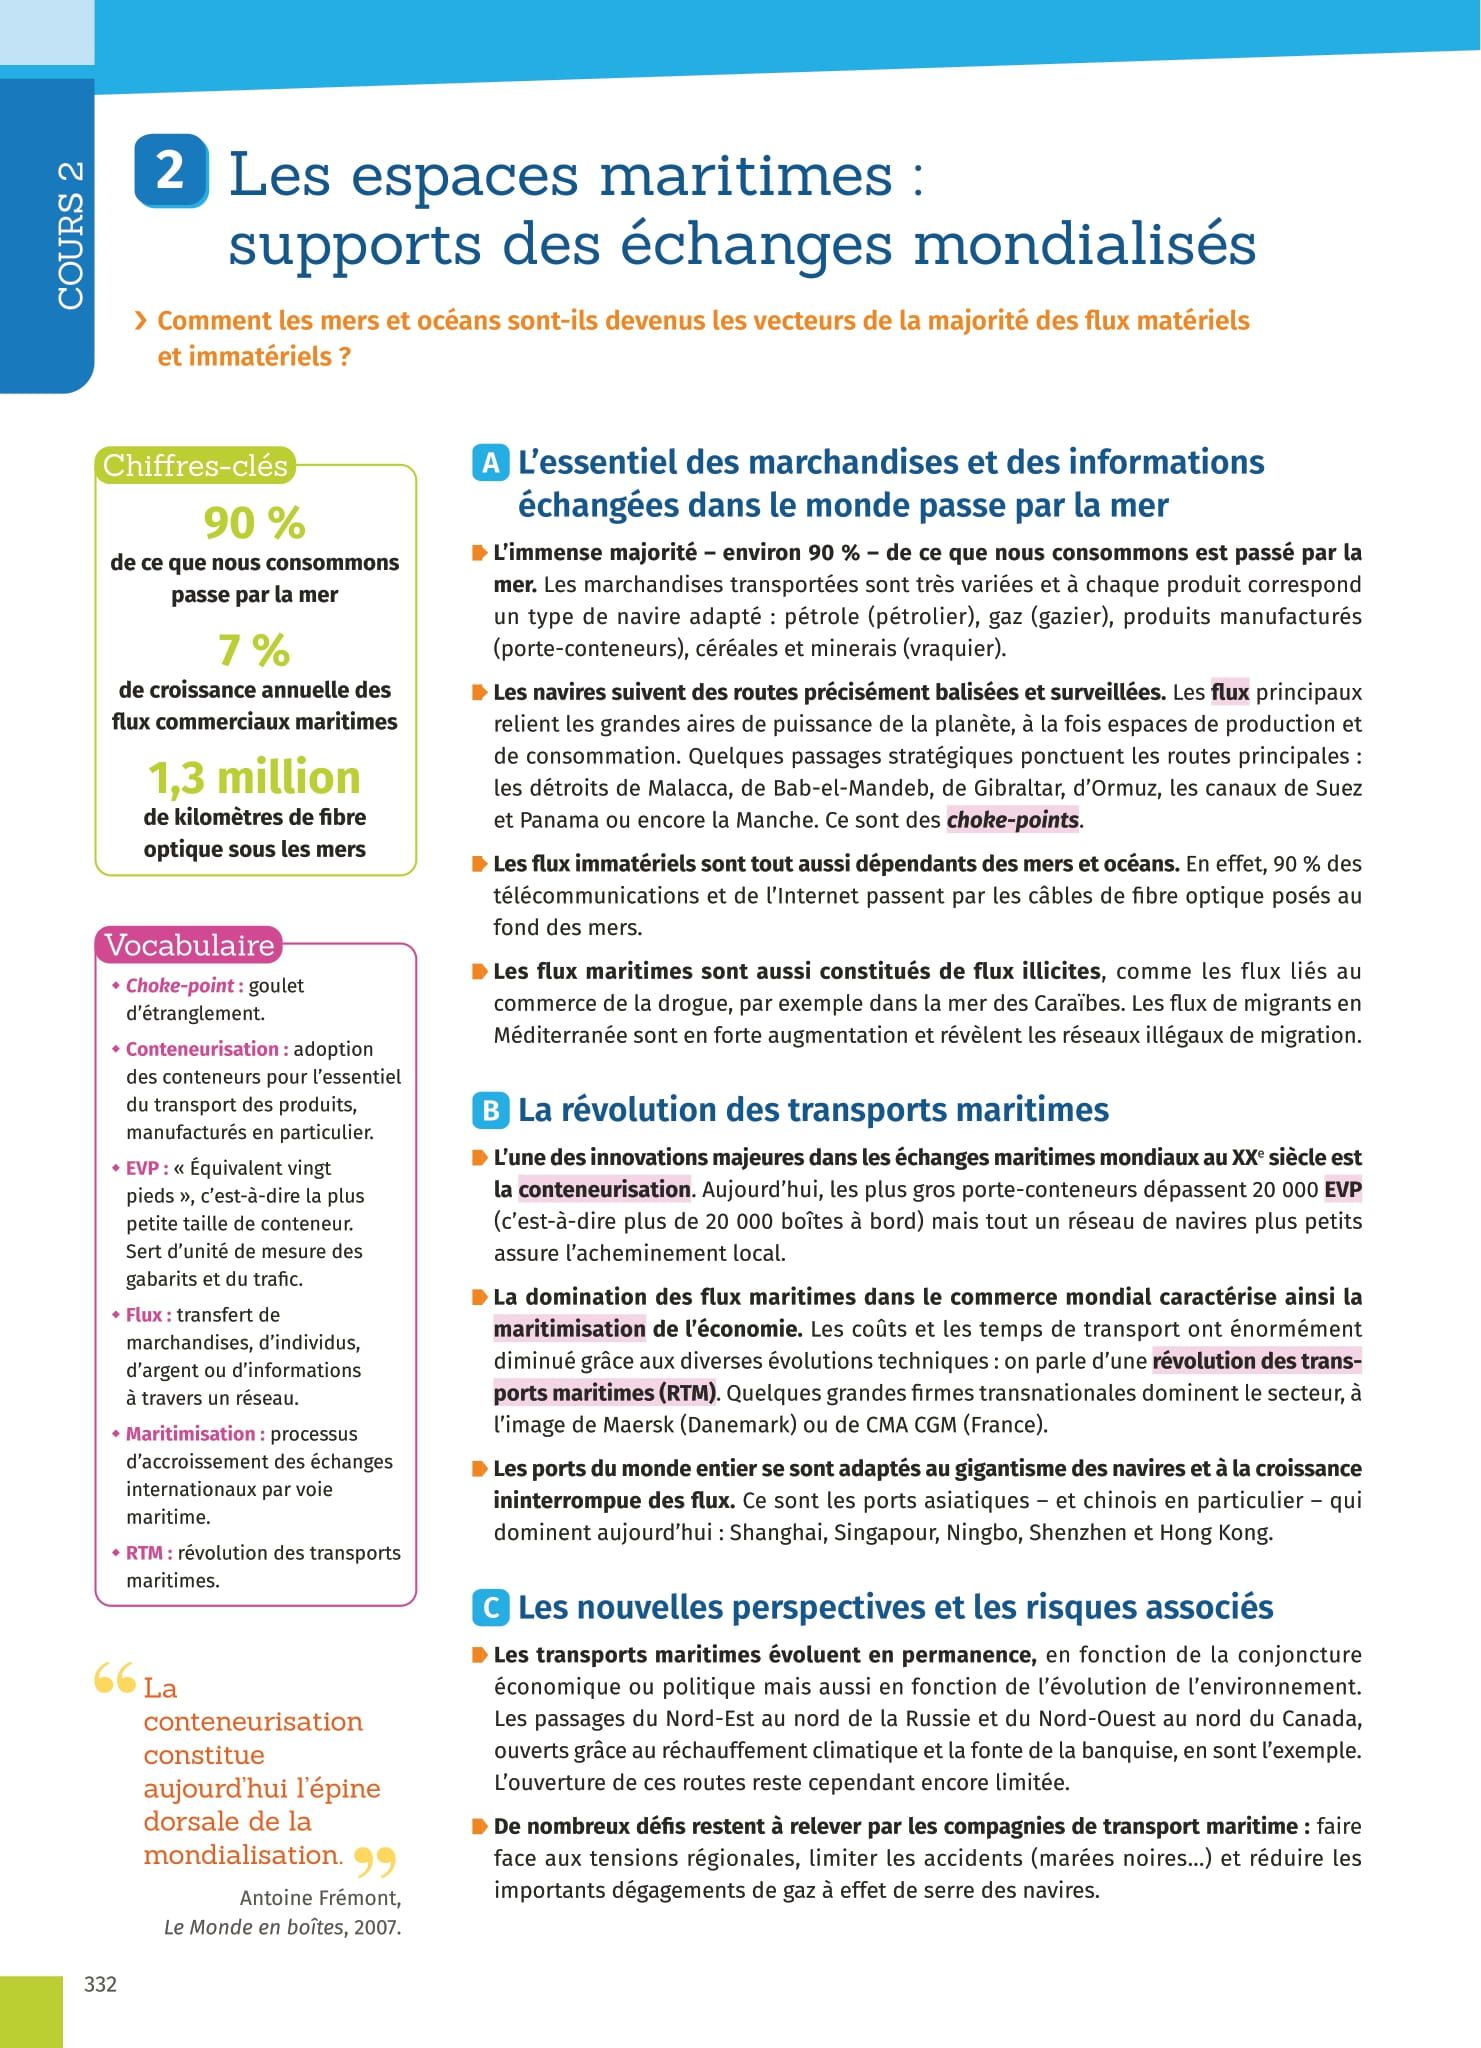 COURS 2
2 Les espaces maritimes :
supports des échanges mondialisés
› Comment les mers et océans sont-ils devenus les vecteurs de la majorité des flux matériels
et immatériels ?
Chiffres-clés
90 %
de ce que nous consommons
passe par la mer
7 %
de croissance annuelle des
flux commerciaux maritimes
1,3 million
de kilomètres de fibre
optique sous les mers
Vocabulaire
• Choke-point : goulet
d’étranglement.
• Conteneurisation : adoption
des conteneurs pour l’essentiel
du transport des produits,
manufacturés en particulier.
• EVP : « Équivalent vingt
pieds », c’est-à-dire la plus
petite taille de conteneur.
Sert d’unité de mesure des
gabarits et du trafic.
• Flux : transfert de
marchandises, d’individus,
d’argent ou d’informations
à travers un réseau.
• Maritimisation : processus
d’accroissement des échanges
internationaux par voie
maritime.
• RTM : révolution des transports
maritimes.
“ La
conteneurisation
constitue
aujourd’hui l’épine
dorsale de la
mondialisation. ”
Antoine Frémont,
Le Monde en boîtes, 2007.
A L’essentiel des marchandises et des informations
échangées dans le monde passe par la mer
L’immense majorité – environ 90 % – de ce que nous consommons est passé par la
mer. Les marchandises transportées sont très variées et à chaque produit correspond
un type de navire adapté : pétrole (pétrolier), gaz (gazier), produits manufacturés
(porte-conteneurs), céréales et minerais (vraquier).
Les navires suivent des routes précisément balisées et surveillées. Les flux principaux
relient les grandes aires de puissance de la planète, à la fois espaces de production et
de consommation. Quelques passages stratégiques ponctuent les routes principales :
les détroits de Malacca, de Bab-el-Mandeb, de Gibraltar, d’Ormuz, les canaux de Suez
et Panama ou encore la Manche. Ce sont des choke-points.
Les flux immatériels sont tout aussi dépendants des mers et océans. En effet, 90 % des
télécommunications et de l’Internet passent par les câbles de fibre optique posés au
fond des mers.
Les flux maritimes sont aussi constitués de flux illicites, comme les flux liés au
commerce de la drogue, par exemple dans la mer des Caraïbes. Les flux de migrants en
Méditerranée sont en forte augmentation et révèlent les réseaux illégaux de migration.
B La révolution des transports maritimes
L’une des innovations majeures dans les échanges maritimes mondiaux au XXe siècle est
la conteneurisation. Aujourd’hui, les plus gros porte-conteneurs dépassent 20 000 EVP
(c’est-à-dire plus de 20 000 boîtes à bord) mais tout un réseau de navires plus petits
assure l’acheminement local.
La domination des flux maritimes dans le commerce mondial caractérise ainsi la
maritimisation de l’économie. Les coûts et les temps de transport ont énormément
diminué grâce aux diverses évolutions techniques : on parle d’une révolution des trans-
ports maritimes (RTM). Quelques grandes firmes transnationales dominent le secteur, à
l’image de Maersk (Danemark) ou de CMA CGM (France).
Les ports du monde entier se sont adaptés au gigantisme des navires et à la croissance
ininterrompue des flux. Ce sont les ports asiatiques – et chinois en particulier – qui
dominent aujourd’hui : Shanghai, Singapour, Ningbo, Shenzhen et Hong Kong.
C Les nouvelles perspectives et les risques associés
Les transports maritimes évoluent en permanence, en fonction de la conjoncture
économique ou politique mais aussi en fonction de l’évolution de l’environnement.
Les passages du Nord-Est au nord de la Russie et du Nord-Ouest au nord du Canada,
ouverts grâce au réchauffement climatique et la fonte de la banquise, en sont l’exemple.
L’ouverture de ces routes reste cependant encore limitée.
De nombreux défis restent à relever par les compagnies de transport maritime : faire
face aux tensions régionales, limiter les accidents (marées noires...) et réduire les
importants dégagements de gaz à effet de serre des navires.
332